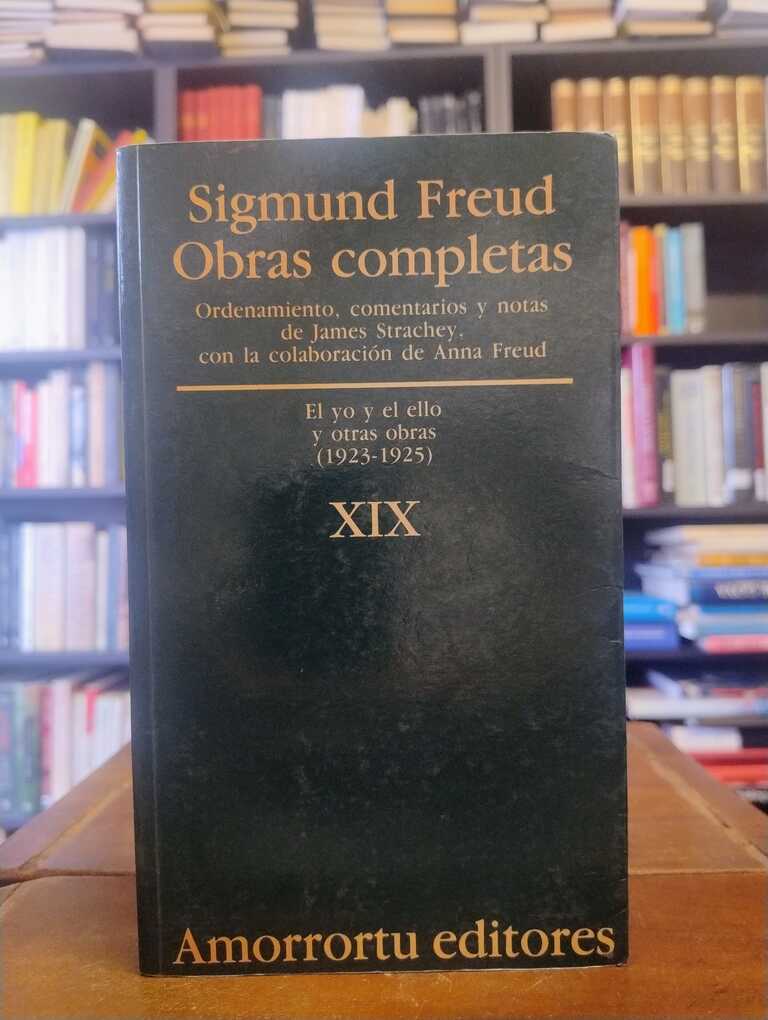 Sigmund Freud
Obras completas
Ordenamiento, comentarios y notas
de James Strachey,
con la colaboración de Anna Freud
El yo y el ello
y otras obras
(1923-1925)
XIX
Amorrortu editores